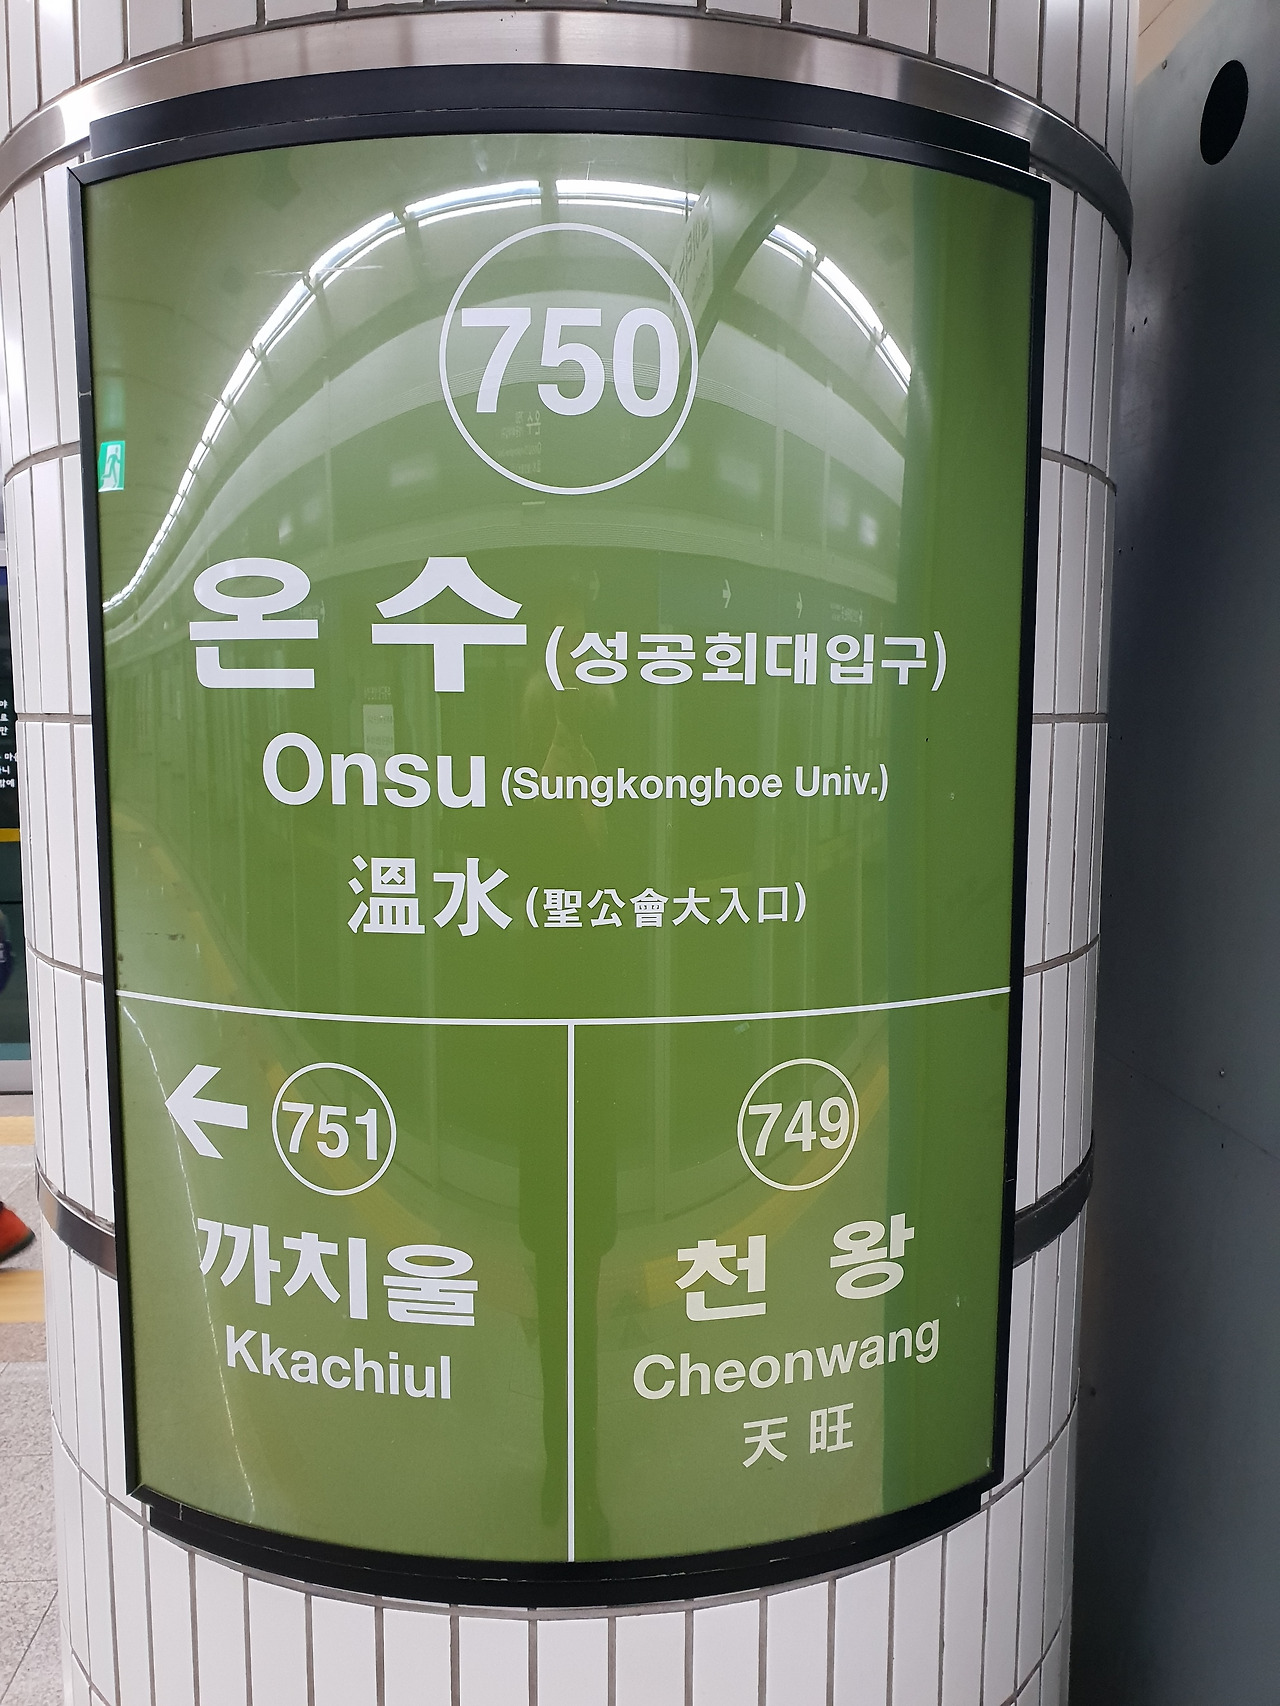 750
온수 (성공회대입구)
Onsu (Sungkonghoe Univ.)
溫水 (聖公會大入口)
← 751
까치울
Kkachiul
749
천왕
Cheonwang
天旺